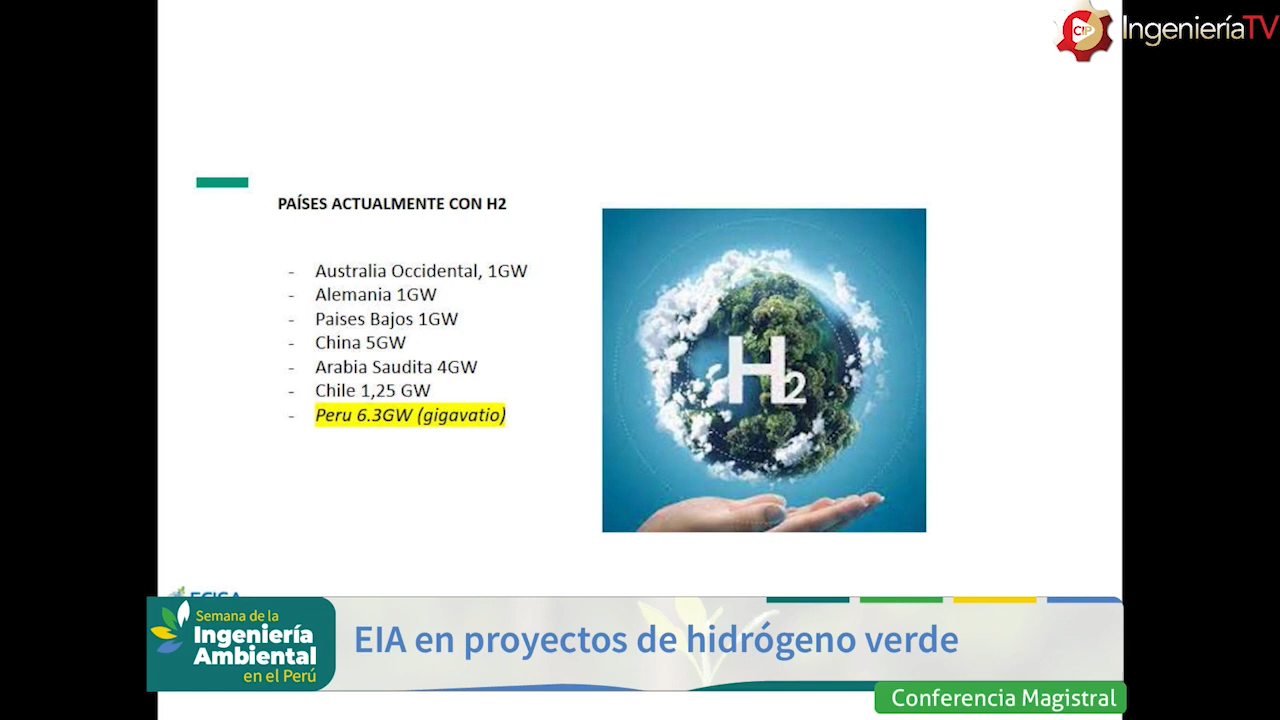 CIP IngenieríaTV
PAÍSES ACTUALMENTE CON H2
- Australia Occidental, 1GW
- Alemania 1GW
- Paises Bajos 1GW
- China 5GW
- Arabia Saudita 4GW
- Chile 1,25 GW
- Peru 6.3GW (gigavatio)
H2
Semana de la
Ingeniería
Ambiental
en el Perú
EIA en proyectos de hidrógeno verde
Conferencia Magistral